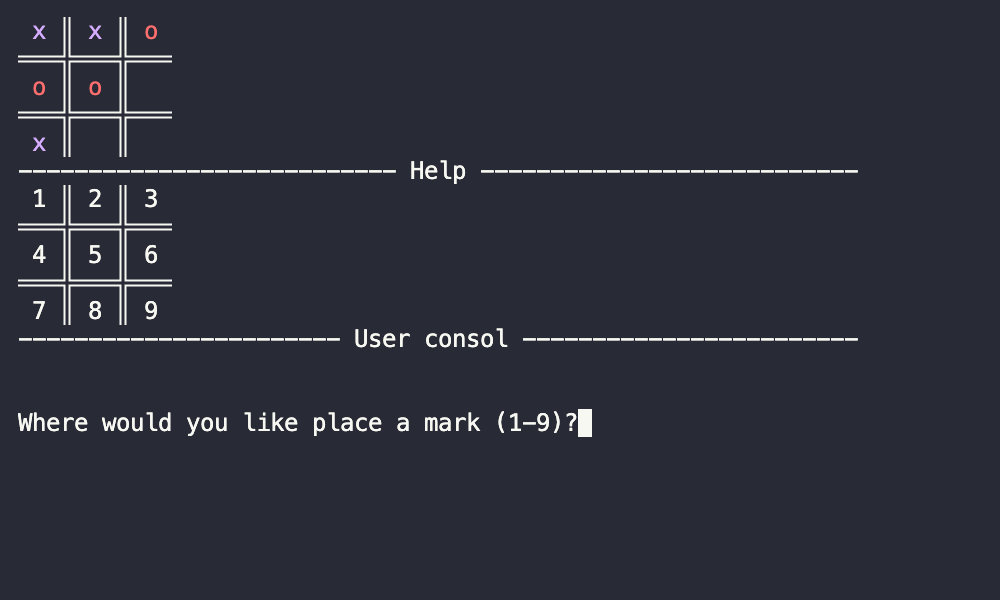 x x o
o o
x
Help
1 2 3
4 5 6
7 8 9
User consol
Where would you like place a mark (1-9)?